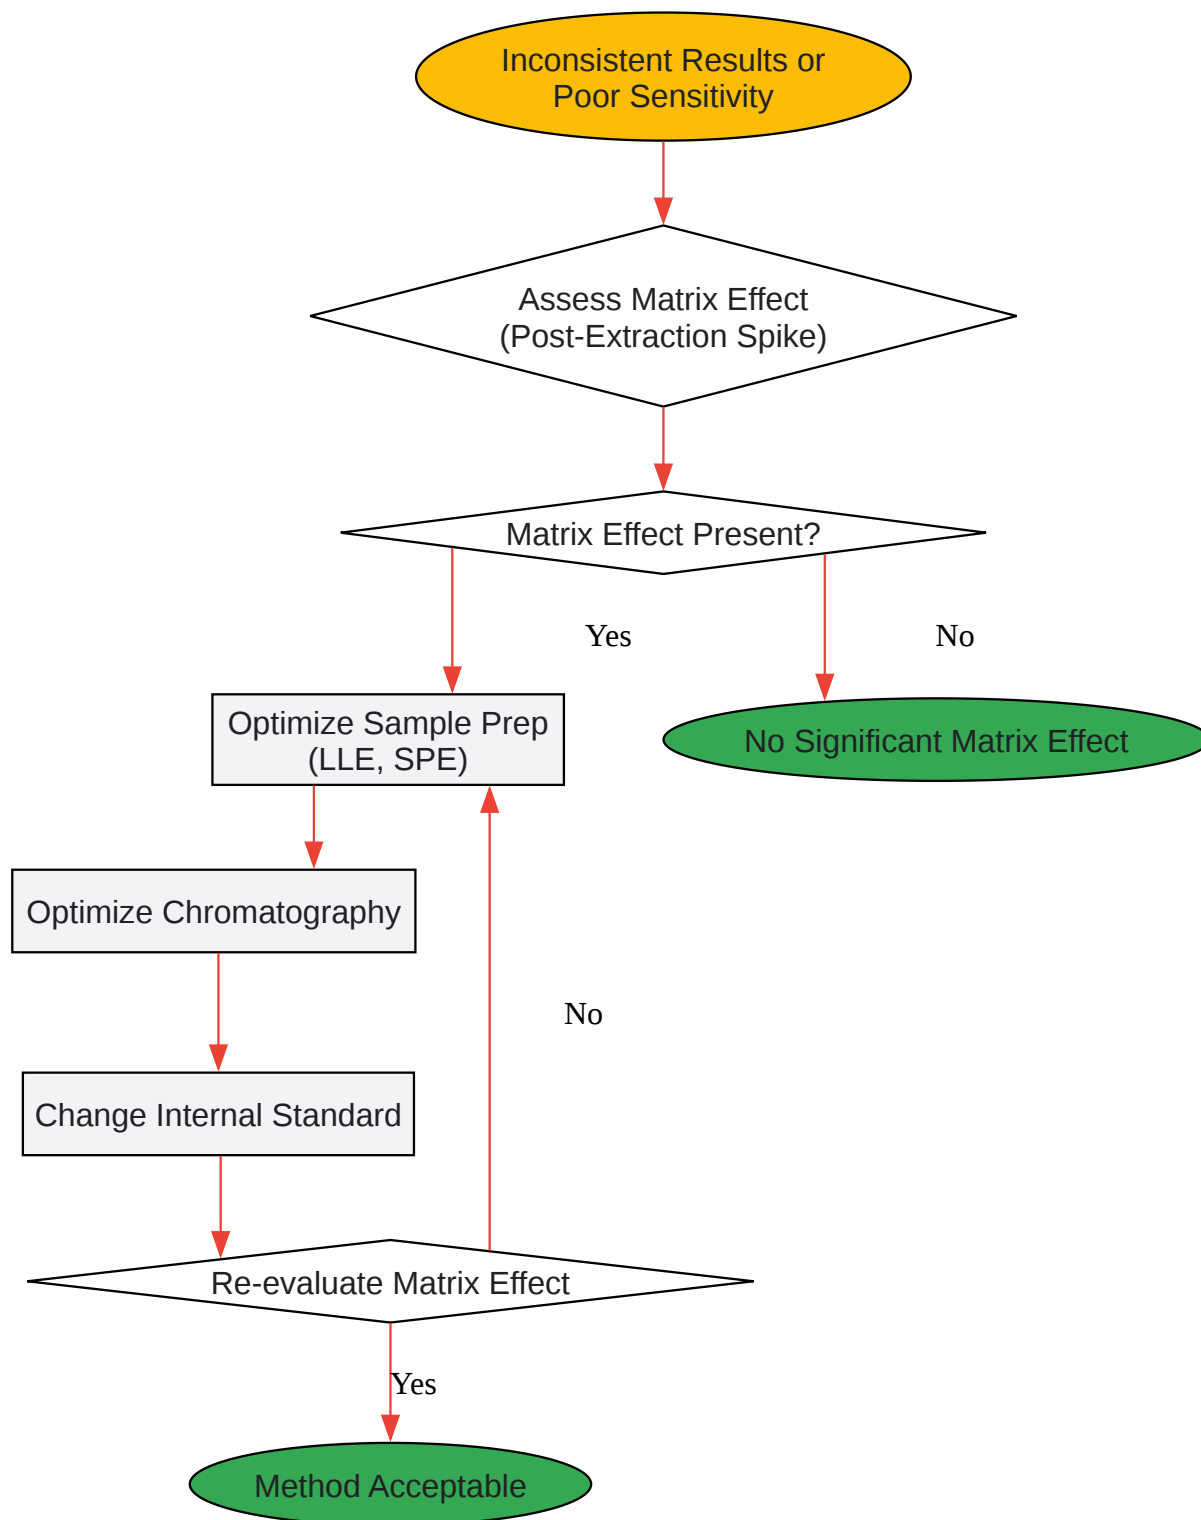 Inconsistent Results or
Poor Sensitivity
Assess Matrix Effect
(Post-Extraction Spike)
Matrix Effect Present?
Yes
No
Optimize Sample Prep
(LLE, SPE)
No Significant Matrix Effect
Optimize Chromatography
No
Change Internal Standard
Re-evaluate Matrix Effect
Yes
Method Acceptable